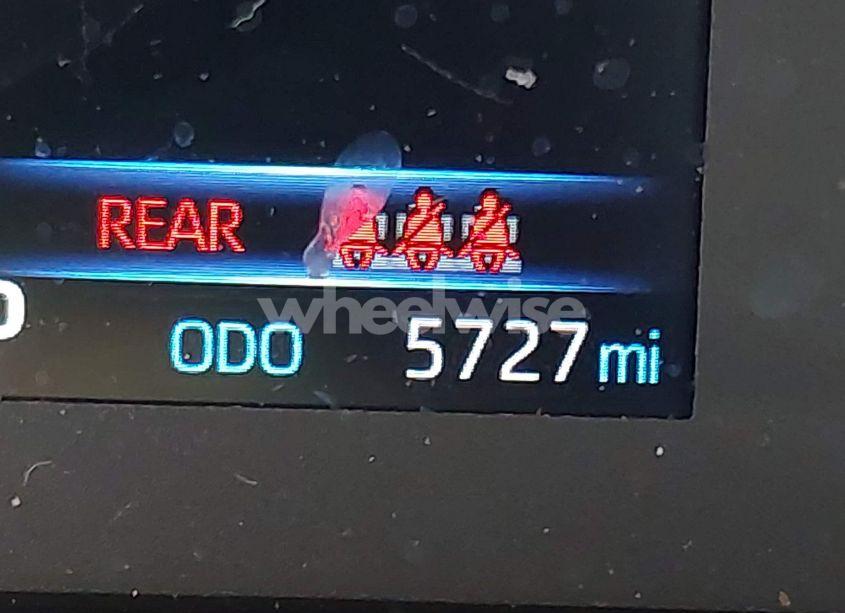 REAR
wheelwise
ODO 5727 mi